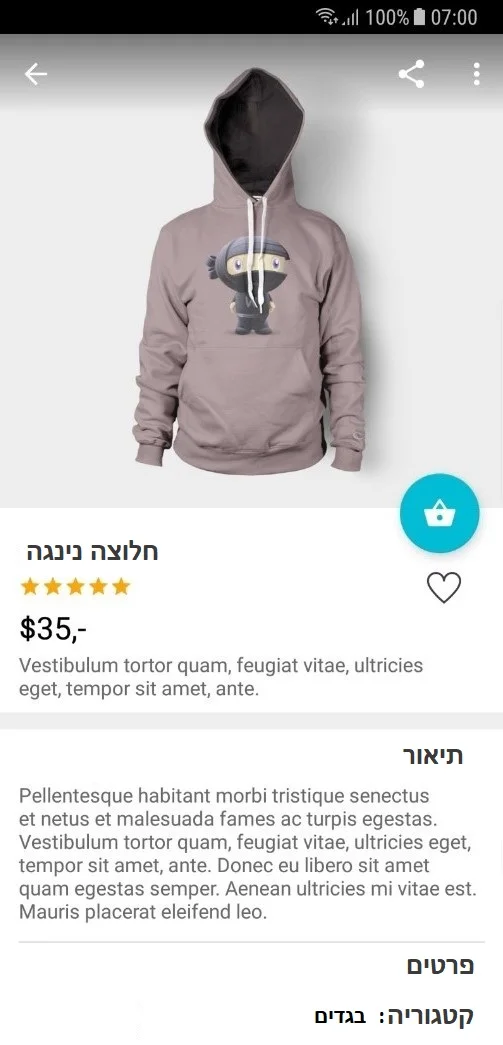 100% 07:00
חלוצה נינגה
$35,-
Vestibulum tortor quam, feugiat vitae, ultricies
eget, tempor sit amet, ante.
תיאור
Pellentesque habitant morbi tristique senectus
et netus et malesuada fames ac turpis egestas.
Vestibulum tortor quam, feugiat vitae, ultricies eget,
tempor sit amet, ante. Donec eu libero sit amet
quam egestas semper. Aenean ultricies mi vitae est.
Mauris placerat eleifend leo.
פרטים
קטגוריה: בגדים